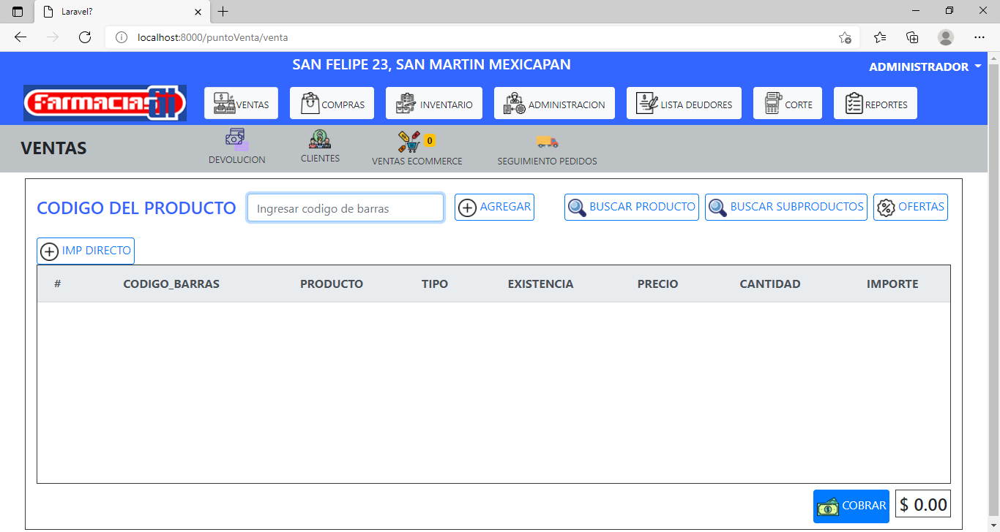 Laravel?
localhost:8000/puntoVenta/venta
SAN FELIPE 23, SAN MARTIN MEXICAPAN
ADMINISTRADOR
Farmacias
VENTAS
COMPRAS
INVENTARIO
ADMINISTRACION
LISTA DEUDORES
CORTE
REPORTES
VENTAS
DEVOLUCION
CLIENTES
0
VENTAS ECOMMERCE
SEGUIMIENTO PEDIDOS
CODIGO DEL PRODUCTO
Ingresar codigo de barras
AGREGAR
BUSCAR PRODUCTO
BUSCAR SUBPRODUCTOS
OFERTAS
IMP DIRECTO
# CODIGO_BARRAS PRODUCTO TIPO EXISTENCIA PRECIO CANTIDAD IMPORTE
COBRAR
$ 0.00